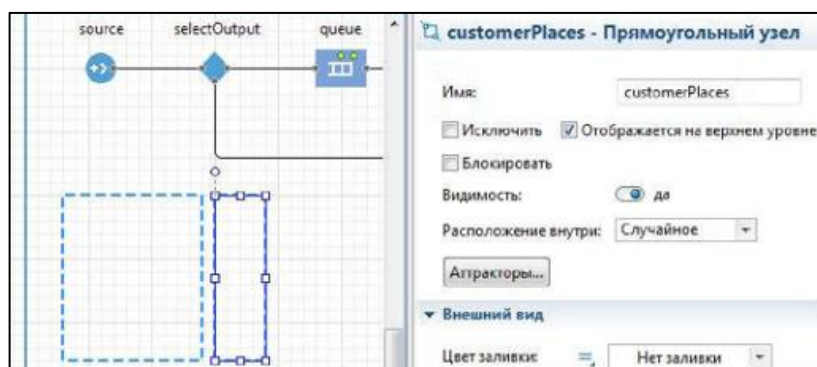 source selectOutput queue
customerPlaces - Прямоугольный узел
Имя: customerPlaces
Исключить Отображается на верхнем уровне
Блокировать
Видимость: да
Расположение внутри: Случайное
Аттракторы...
Внешний вид
Цвет заливки: Нет заливки